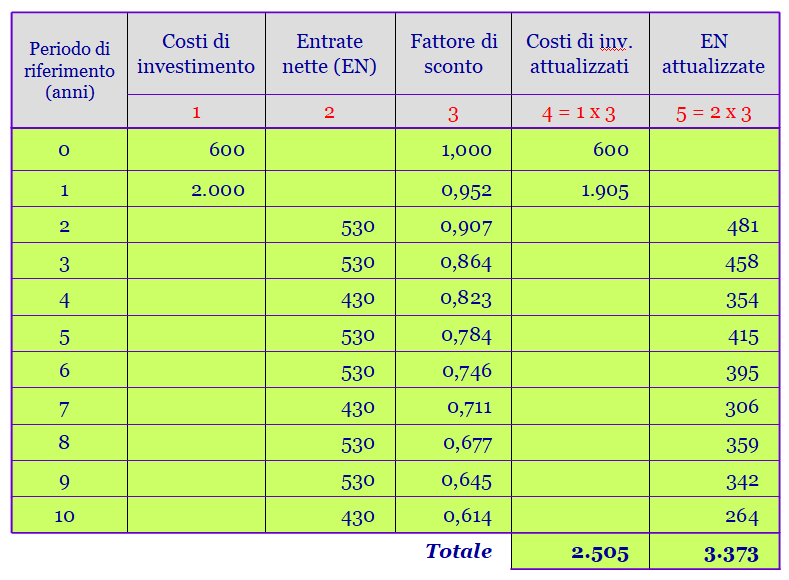 Periodo di riferimento (anni) | Costi di investimento | Entrate nette (EN) | Fattore di sconto | Costi di inv. attualizzati | EN attualizzate
1 | 2 | 3 | 4 = 1 x 3 | 5 = 2 x 3
0 | 600 | | 1,000 | 600 |
1 | 2.000 | | 0,952 | 1.905 |
2 | | 530 | 0,907 | | 481
3 | | 530 | 0,864 | | 458
4 | | 430 | 0,823 | | 354
5 | | 530 | 0,784 | | 415
6 | | 530 | 0,746 | | 395
7 | | 430 | 0,711 | | 306
8 | | 530 | 0,677 | | 359
9 | | 530 | 0,645 | | 342
10 | | 430 | 0,614 | | 264
Totale | 2.505 | 3.373